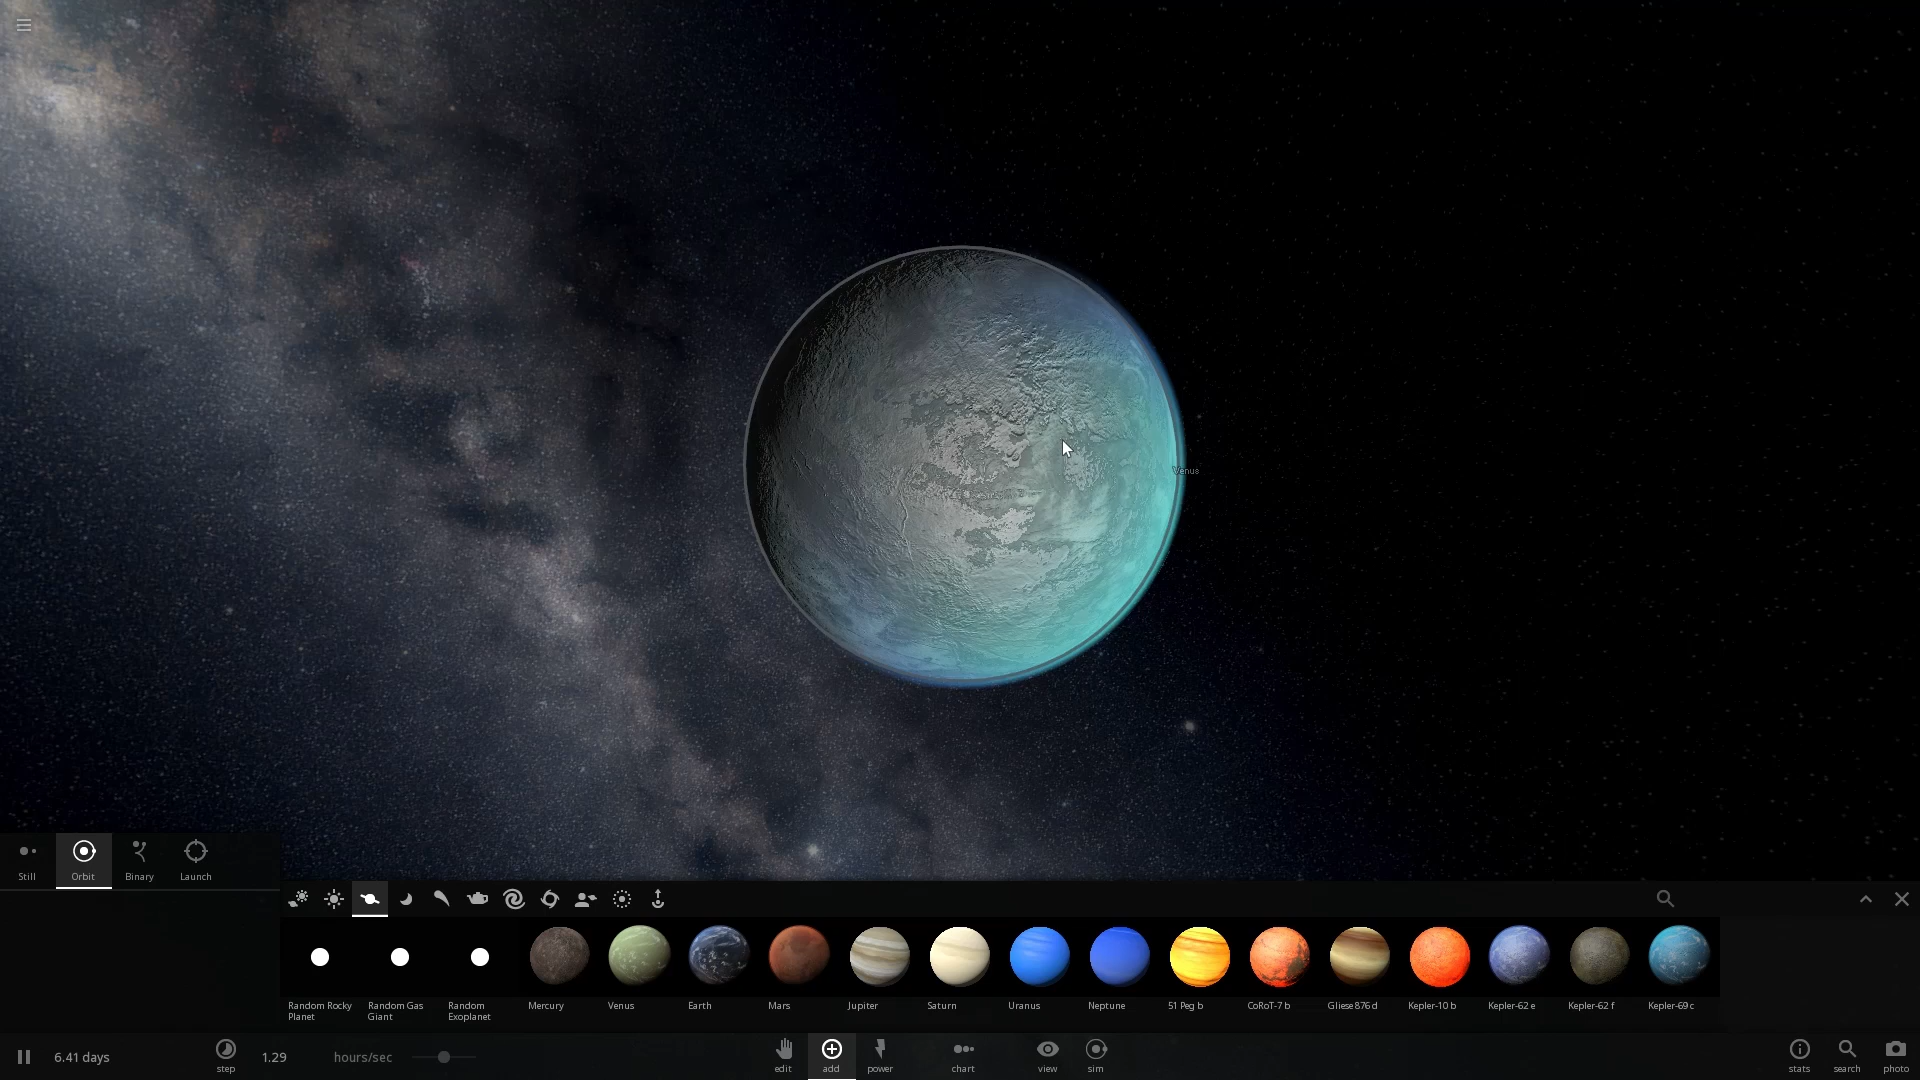 Venus
Still
Orbit
Binary
Launch
Random Rocky
Planet
Random Gas
Giant
Random
Exoplanet
Mercury
Venus
Earth
Mars
Jupiter
Saturn
Uranus
Neptune
51 Peg b
CoRoT-7 b
Gliese 876 d
Kepler-10 b
Kepler-62 e
Kepler-62 f
Kepler-69 c
6.41 days
step
1.29
hours/sec
edit
add
power
chart
view
sim
stats
search
photo